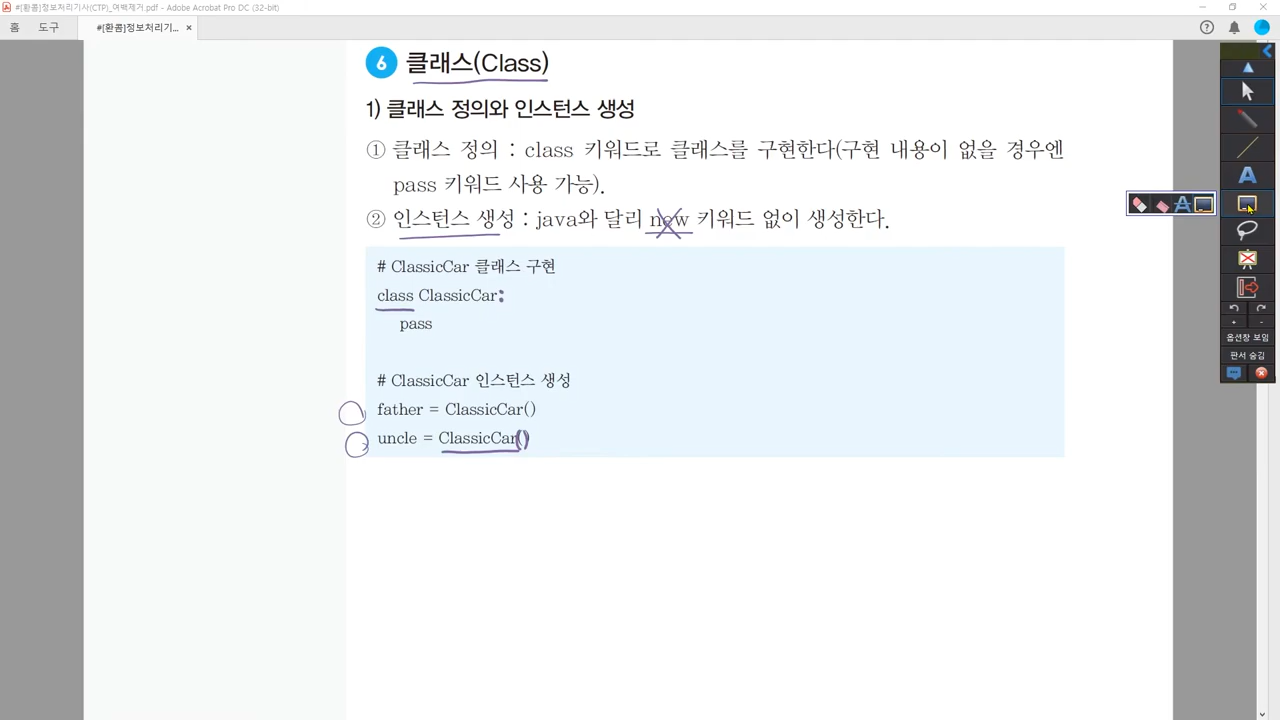 #[환콤]정보처리기사(CTP)_여백제거.pdf - Adobe Acrobat Pro DC (32-bit)
홈 도구 #[환콤]정보처리기... ×
6 클래스(Class)
1) 클래스 정의와 인스턴스 생성
① 클래스 정의 : class 키워드로 클래스를 구현한다(구현 내용이 없을 경우엔
pass 키워드 사용 가능).
② 인스턴스 생성 : java와 달리 new 키워드 없이 생성한다.
# ClassicCar 클래스 구현
class ClassicCar:
pass
# ClassicCar 인스턴스 생성
father = ClassicCar()
uncle = ClassicCar()
옵션창 보임
판서 숨김